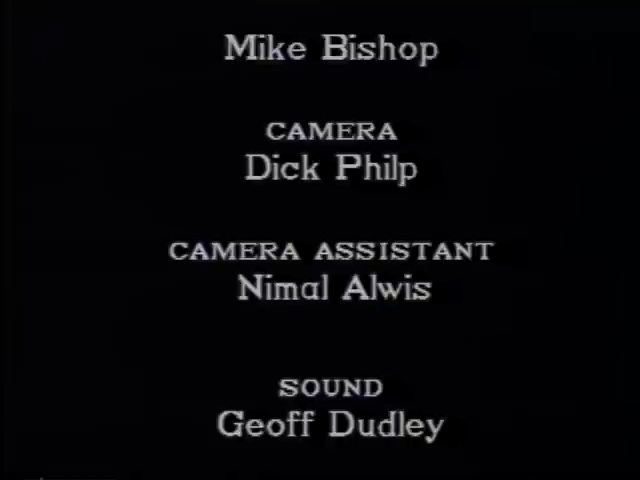 Mike Bishop
CAMERA
Dick Philp
CAMERA ASSISTANT
Nimal Alwis
SOUND
Geoff Dudley